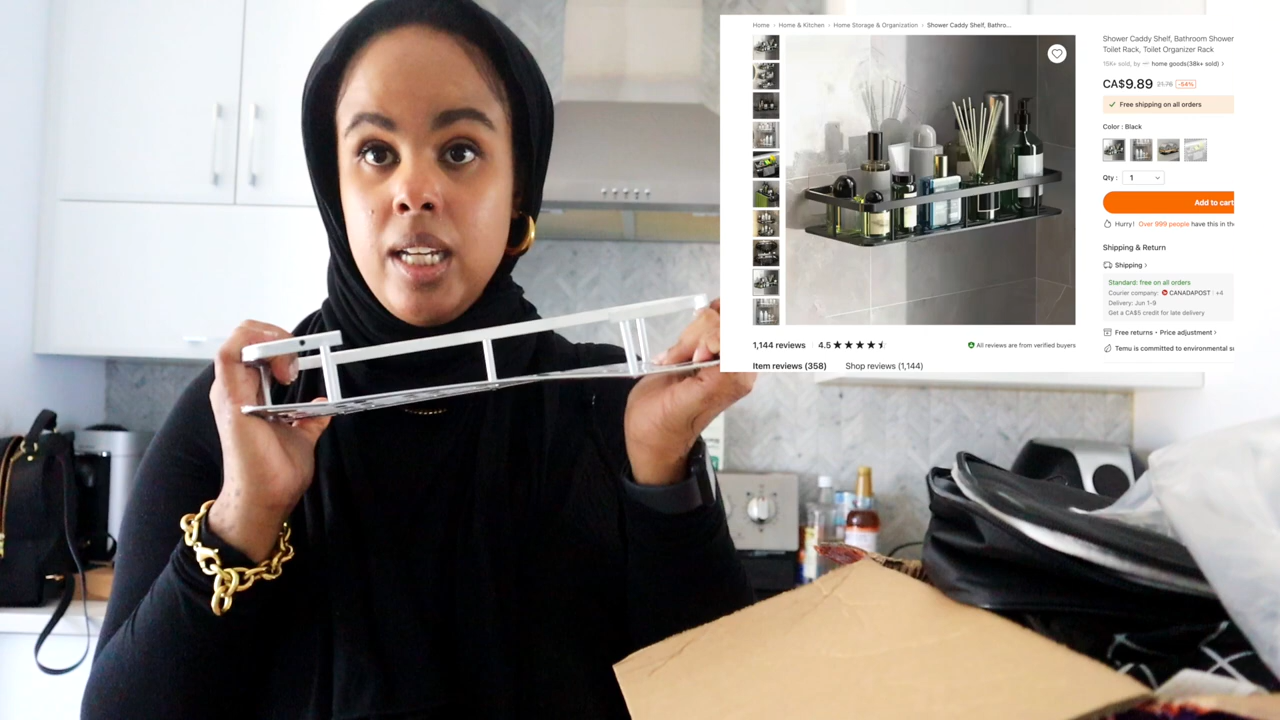 Home > Home & Kitchen > Home Storage & Organization > Shower Caddy Shelf, Bathro...
Shower Caddy Shelf, Bathroom Shower
Toilet Rack, Toilet Organizer Rack
15K+ sold, by home goods(38k+ sold) >
CA$9.89 21.76 -54%
Free shipping on all orders
Color : Black
Qty : 1
Add to cart
Hurry! Over 999 people have this in the
Shipping & Return
Shipping >
Standard: free on all orders
Courier company: CANADAPOST : +4
Delivery: Jun 1-9
Get a CA$5 credit for late delivery
Free returns • Price adjustment >
Temu is committed to environmental
1,144 reviews 4.5 All reviews are from verified buyers
Item reviews (358) Shop reviews (1,144)